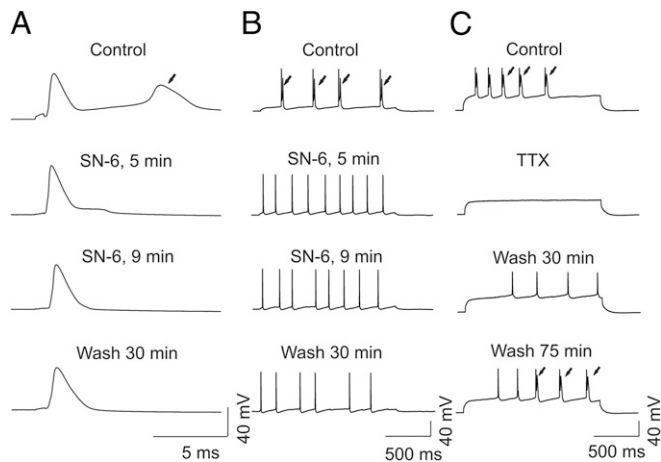 A
B
C
Control
Control
Control
SN-6, 5 min
SN-6, 5 min
TTX
SN-6, 9 min
SN-6, 9 min
Wash 30 min
Wash 30 min
Wash 30 min
Wash 75 min
5 ms
40 mV
500 ms
40 mV
500 ms
40 mV